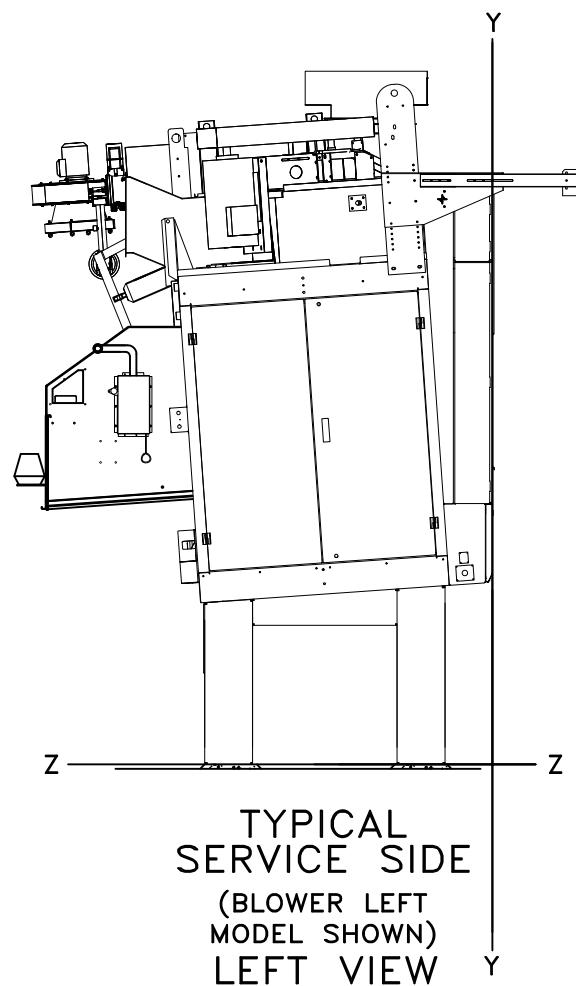 Y
Z Z
TYPICAL
SERVICE SIDE
(BLOWER LEFT
MODEL SHOWN)
LEFT VIEW
Y